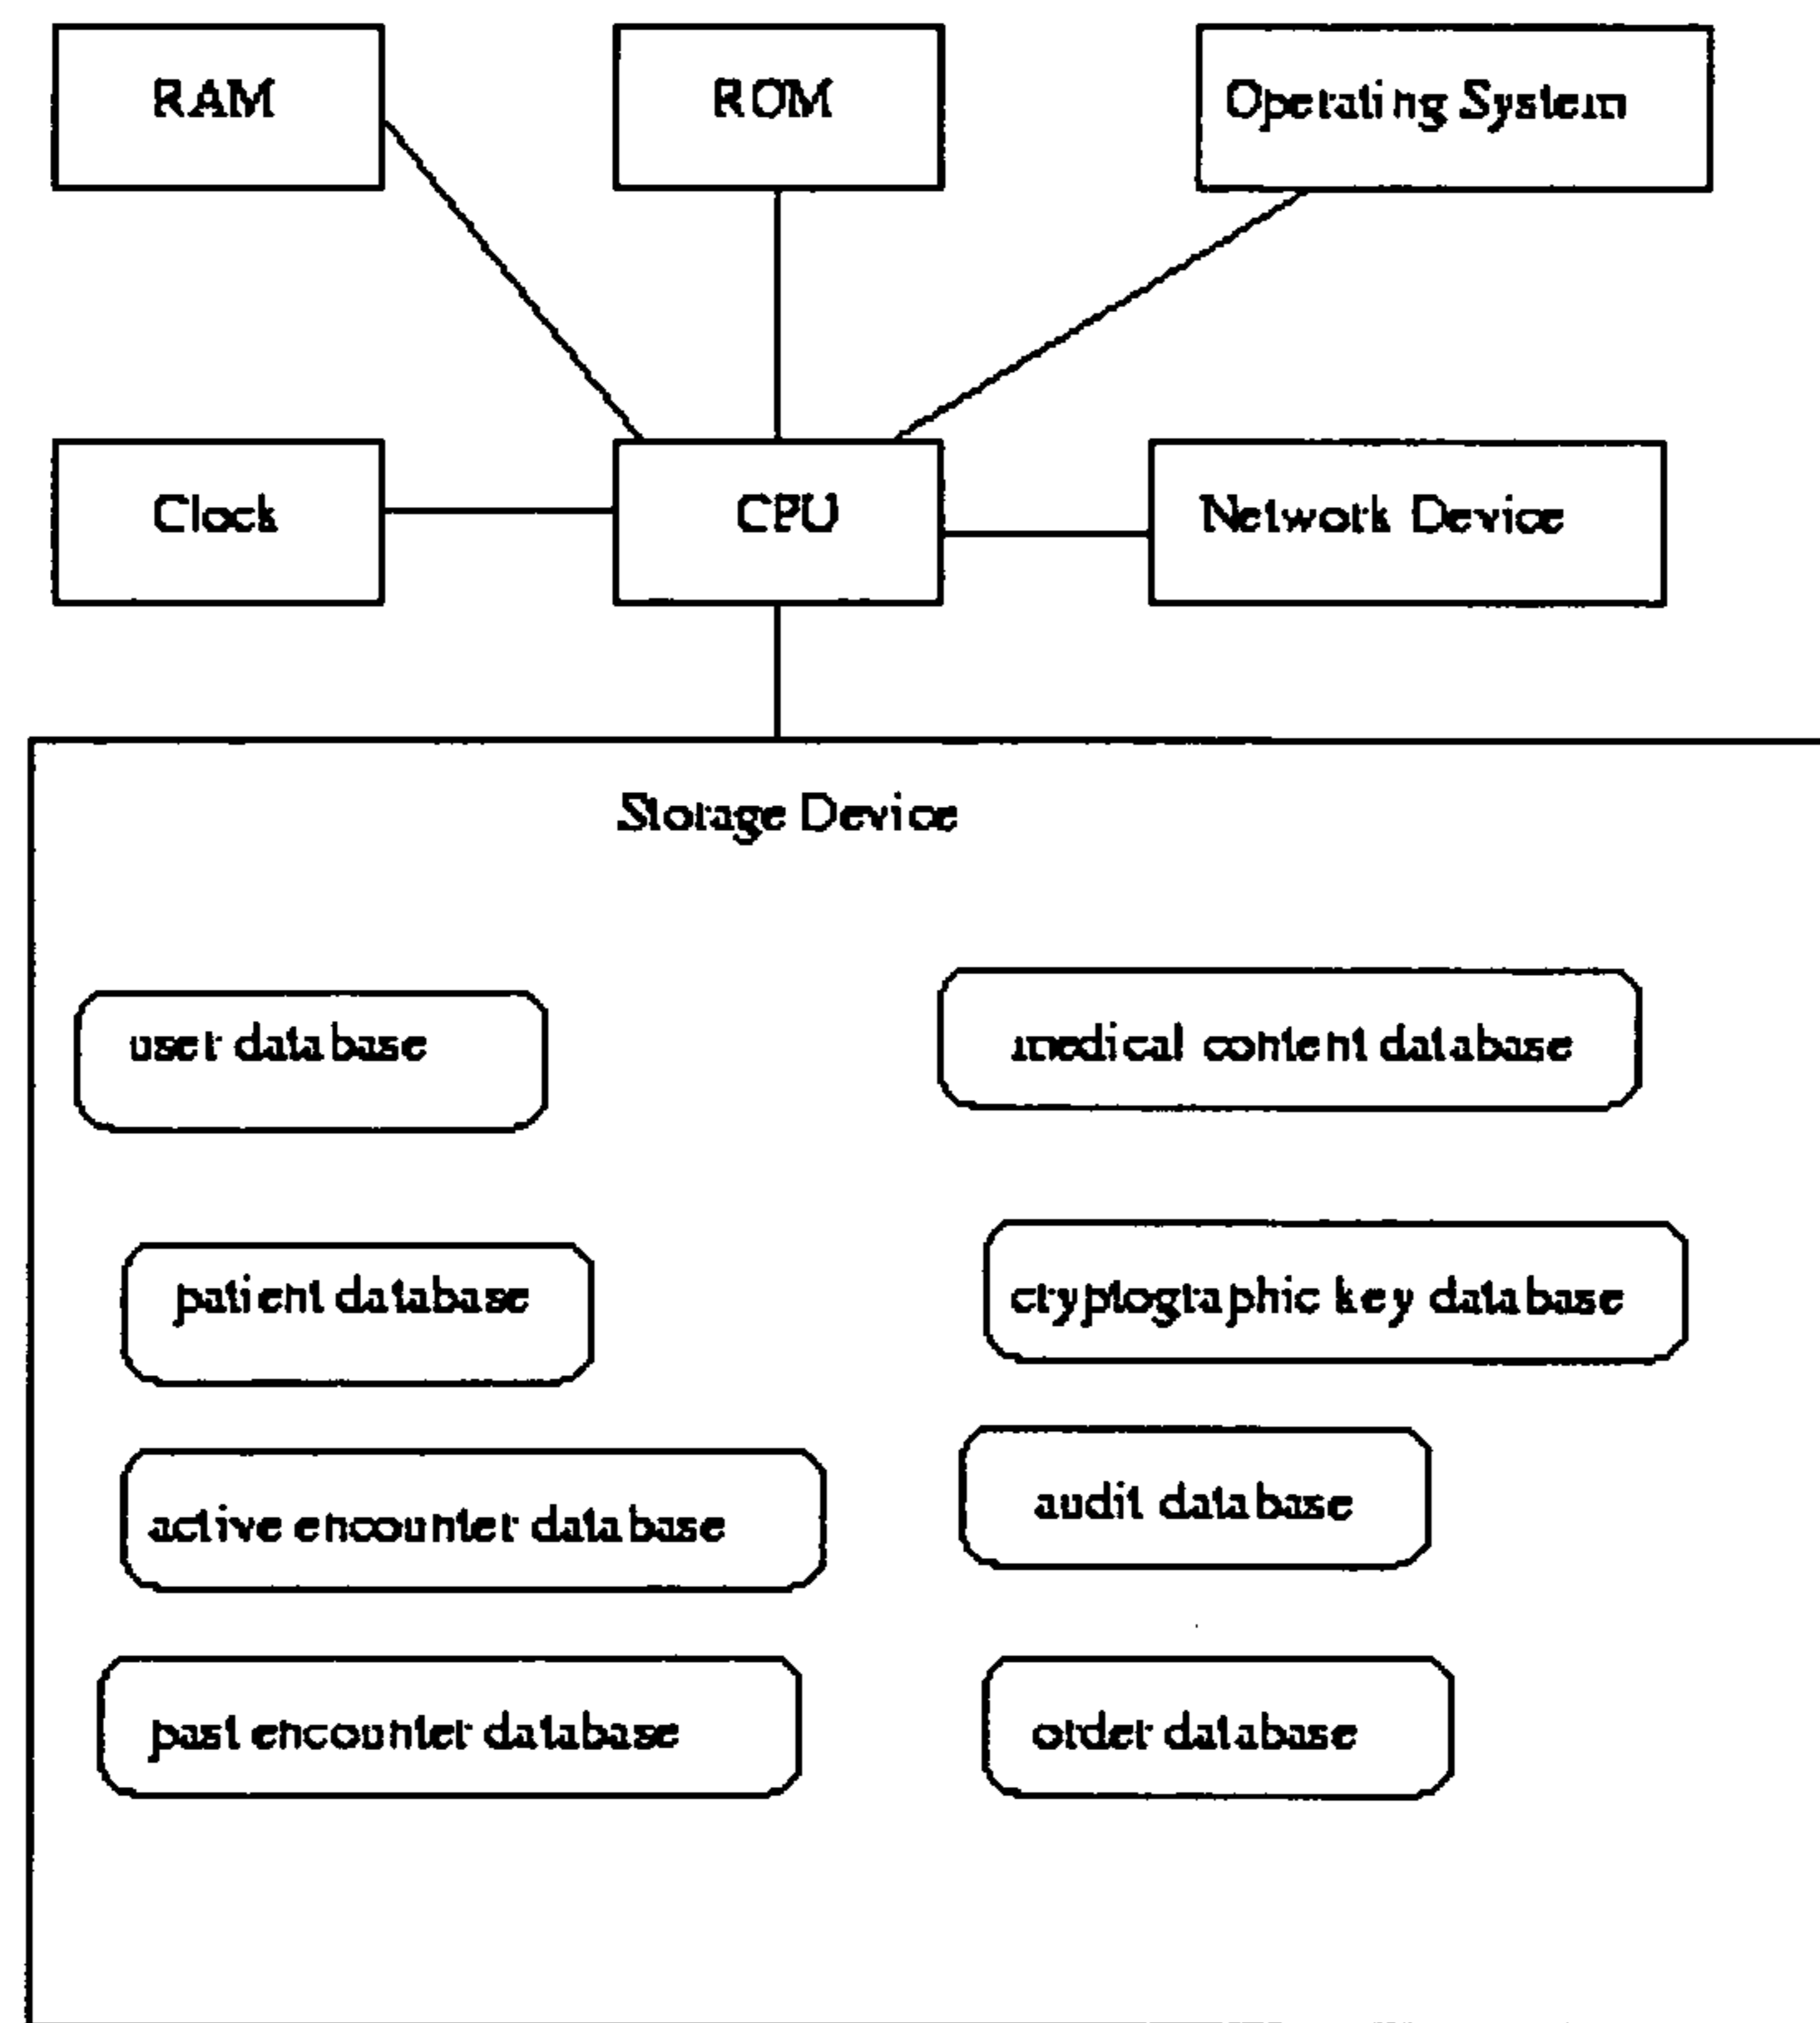 RAM
ROM
Operating System
Clock
CPU
Network Device
Storage Device
user database
medical content database
patient database
cryptographic key database
active encounter database
audit database
past encounter database
order database